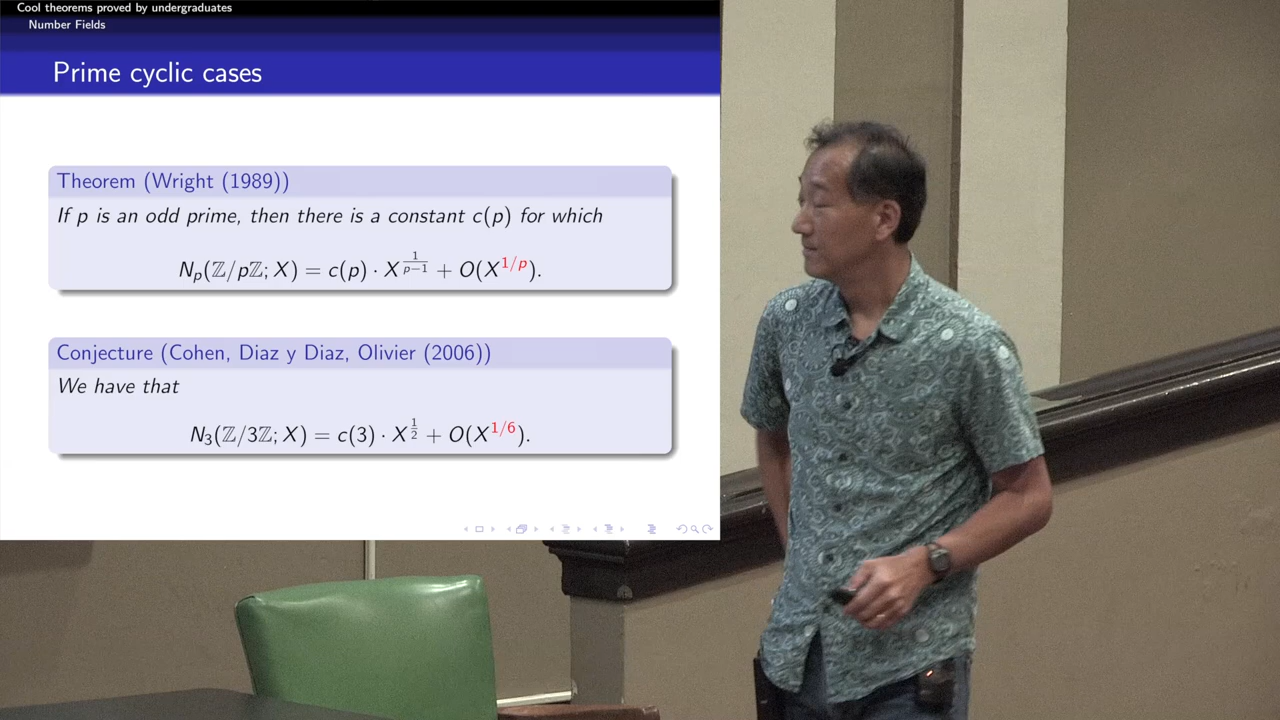 Cool theorems proved by undergraduates
Number Fields
Prime cyclic cases
Theorem (Wright (1989))
If p is an odd prime, then there is a constant c(p) for which
N_p(ℤ/pℤ; X) = c(p) · X^{1/(p−1)} + O(X^{1/p}).
Conjecture (Cohen, Diaz y Diaz, Olivier (2006))
We have that
N_3(ℤ/3ℤ; X) = c(3) · X^{1/2} + O(X^{1/6}).